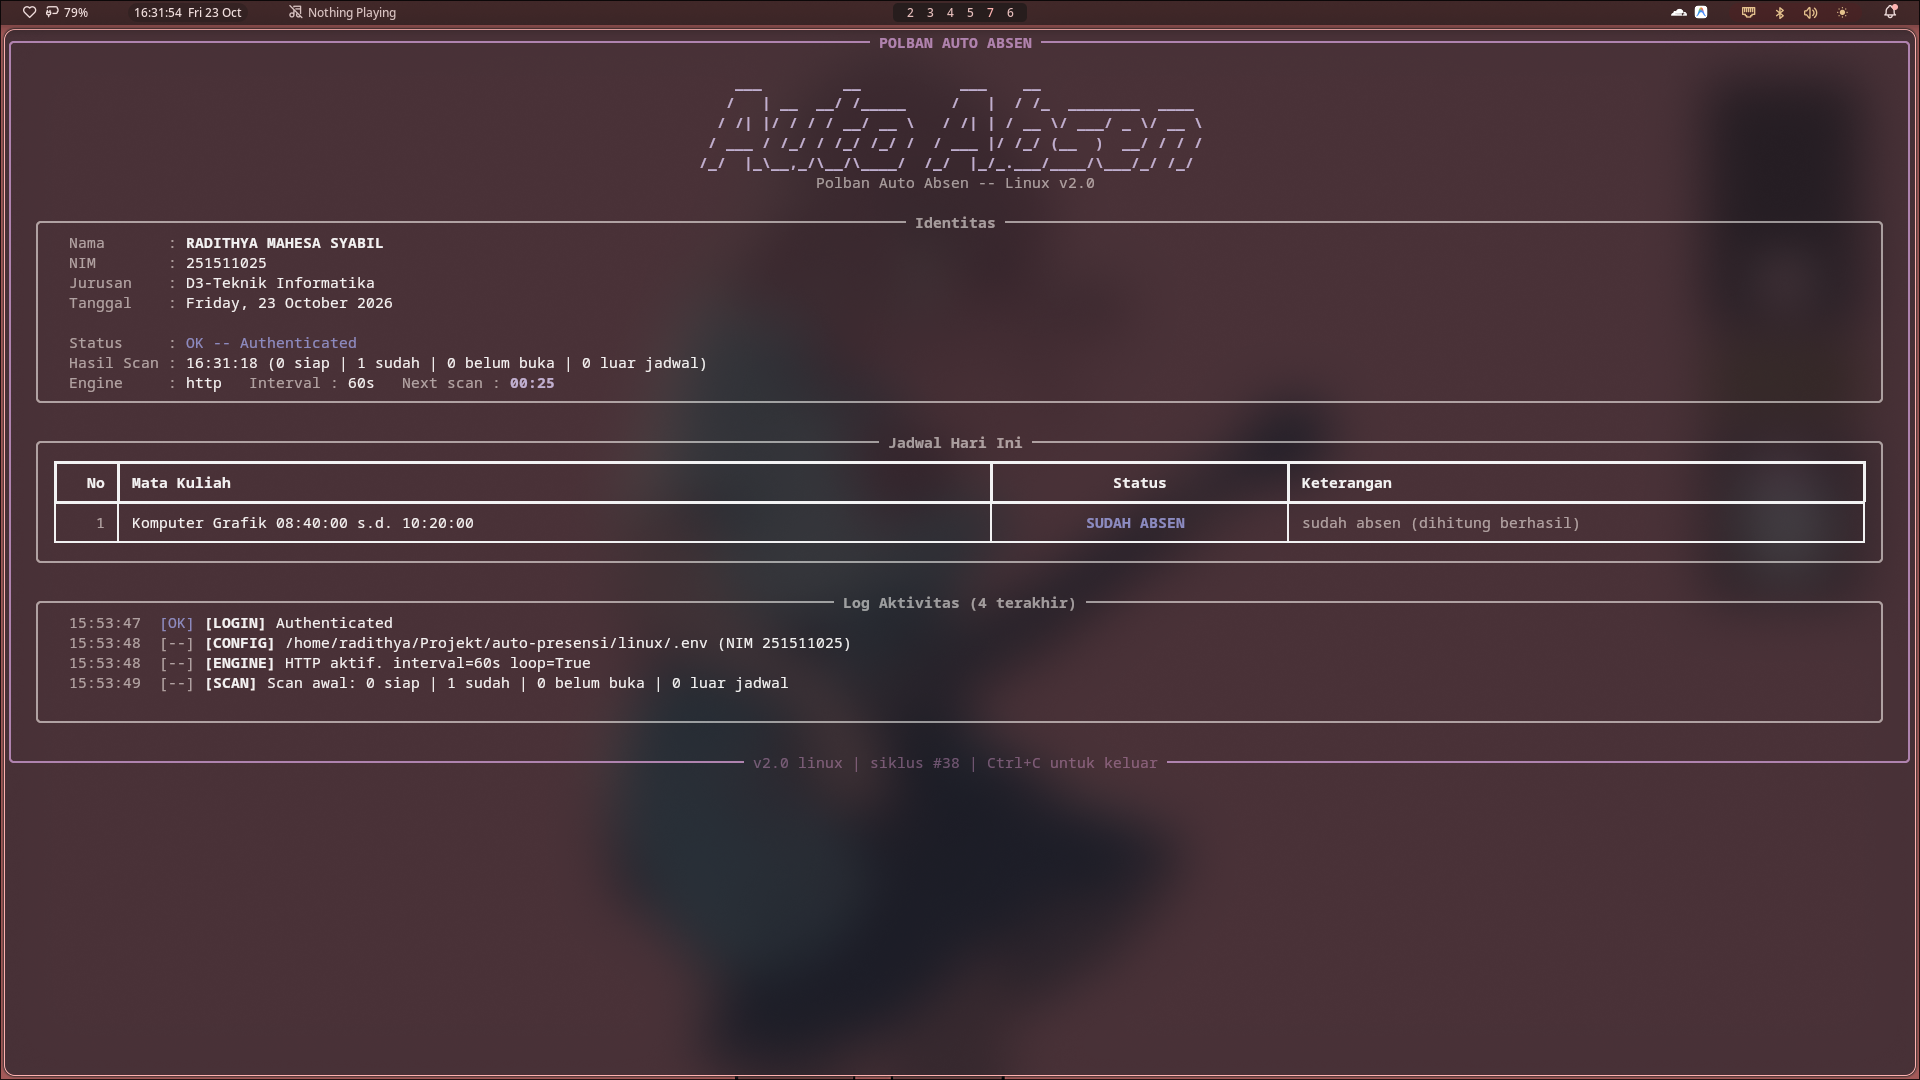 79% 16:31:54 Fri 23 Oct Nothing Playing 2 3 4 5 7 6
POLBAN AUTO ABSEN
Auto Absen
Polban Auto Absen -- Linux v2.0
Identitas
Nama : RADITHYA MAHESA SYABIL
NIM : 251511025
Jurusan : D3-Teknik Informatika
Tanggal : Friday, 23 October 2026
Status : OK -- Authenticated
Hasil Scan : 16:31:18 (0 siap | 1 sudah | 0 belum buka | 0 luar jadwal)
Engine : http Interval : 60s Next scan : 00:25
Jadwal Hari Ini
No Mata Kuliah Status Keterangan
1 Komputer Grafik 08:40:00 s.d. 10:20:00 SUDAH ABSEN sudah absen (dihitung berhasil)
Log Aktivitas (4 terakhir)
15:53:47 [OK] [LOGIN] Authenticated
15:53:48 [--] [CONFIG] /home/radithya/Projekt/auto-presensi/linux/.env (NIM 251511025)
15:53:48 [--] [ENGINE] HTTP aktif. interval=60s loop=True
15:53:49 [--] [SCAN] Scan awal: 0 siap | 1 sudah | 0 belum buka | 0 luar jadwal
v2.0 linux | siklus #38 | Ctrl+C untuk keluar